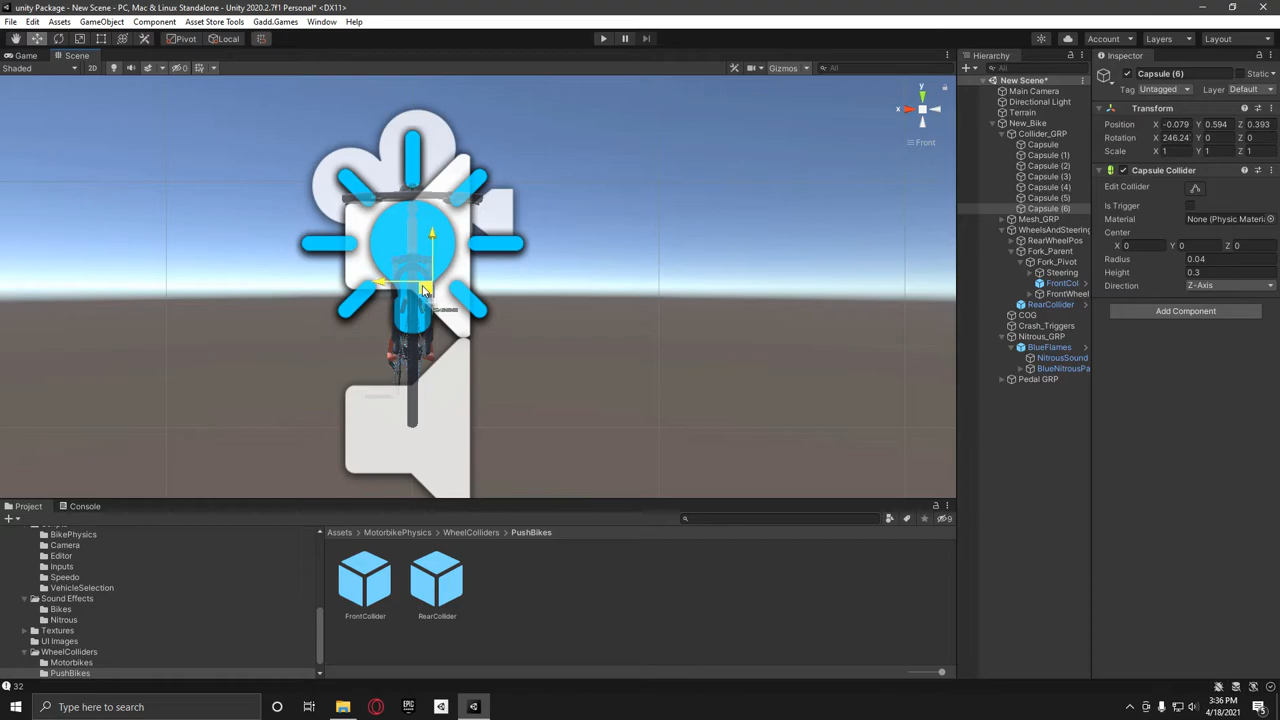 unity Package - New Scene - PC, Mac & Linux Standalone - Unity 2020.2.7f1 Personal* <DX11>
File Edit Assets GameObject Component Asset Store Tools Gadd.Games Window Help
Pivot Local Account Layers Layout
Game Scene Hierarchy Inspector
Shaded 2D 0 Gizmos All All
New Scene*
Main Camera
Directional Light
Terrain
New_Bike
Collider_GRP
Capsule
Capsule (1)
Capsule (2)
Capsule (3)
Capsule (4)
Capsule (5)
Capsule (6)
Mesh_GRP
WheelsAndSteering
RearWheelPos
Fork_Parent
Fork_Pivot
Steering
FrontCol
FrontWheel
RearCollider
COG
Crash_Triggers
Nitrous_GRP
BlueFlames
NitrousSound
BlueNitrousPa
Pedal GRP
Capsule (6) Static
Tag Untagged Layer Default
Transform
Position X -0.079 Y 0.594 Z 0.393
Rotation X 246.24 Y 0 Z 0
Scale X 1 Y 1 Z 1
Capsule Collider
Edit Collider
Is Trigger
Material None (Physic Materi
Center
X 0 Y 0 Z 0
Radius 0.04
Height 0.3
Direction Z-Axis
Add Component
y
x
Front
Project Console
9
BikePhysics
Camera
Editor
Inputs
Speedo
VehicleSelection
Sound Effects
Bikes
Nitrous
Textures
UI Images
WheelColliders
Motorbikes
PushBikes
Assets MotorbikePhysics WheelColliders PushBikes
FrontCollider RearCollider
32
Type here to search
3:36 PM
4/18/2021